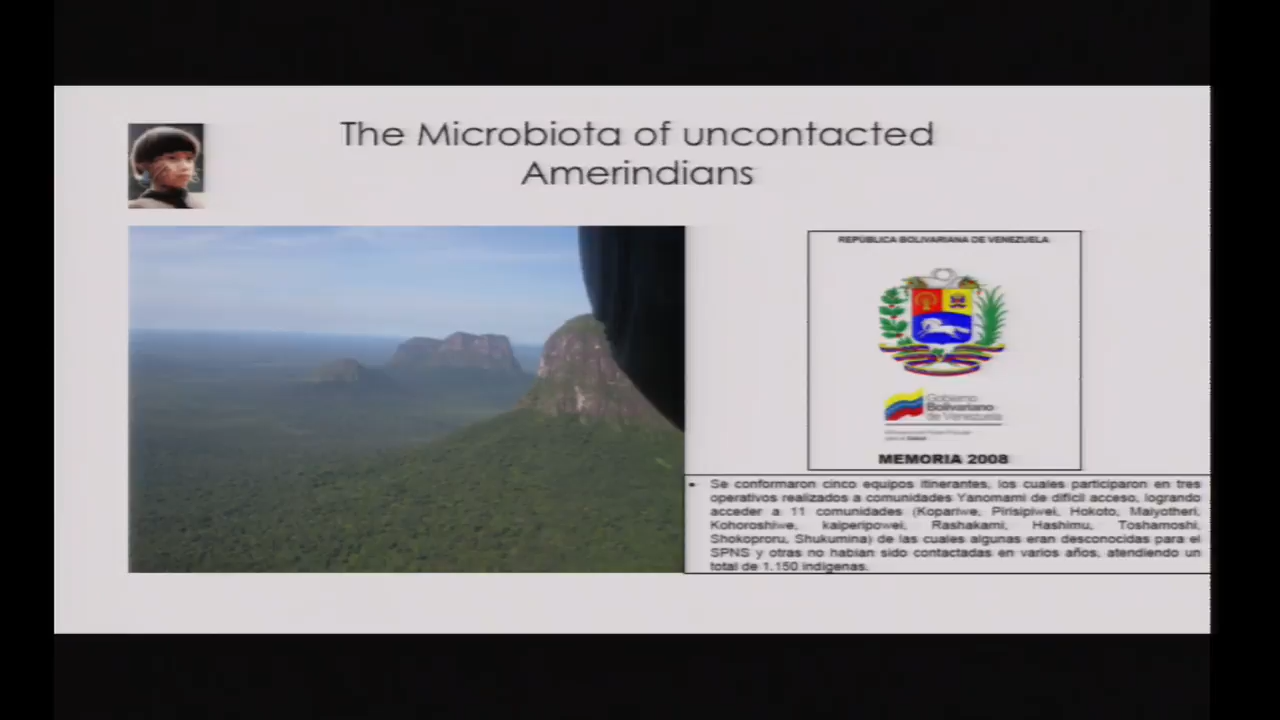 The Microbiota of uncontacted
Amerindians
REPÚBLICA BOLIVARIANA DE VENEZUELA
Gobierno
Bolivariano
de Venezuela
MEMORIA 2008
• Se conformaron cinco equipos itinerantes, los cuales participaron en tres
operativos realizados a comunidades Yanomami de difícil acceso, logrando
acceder a 11 comunidades (Kopariwe, Pirisipiwei, Hokoto, Maiyotheri,
Kohoroshiwe, kaiperipowei, Rashakami, Hashimu, Toshamoshi,
Shokoproru, Shukumina) de las cuales algunas eran desconocidas para el
SPNS y otras no habían sido contactadas en varios años, atendiendo un
total de 1.150 indígenas.